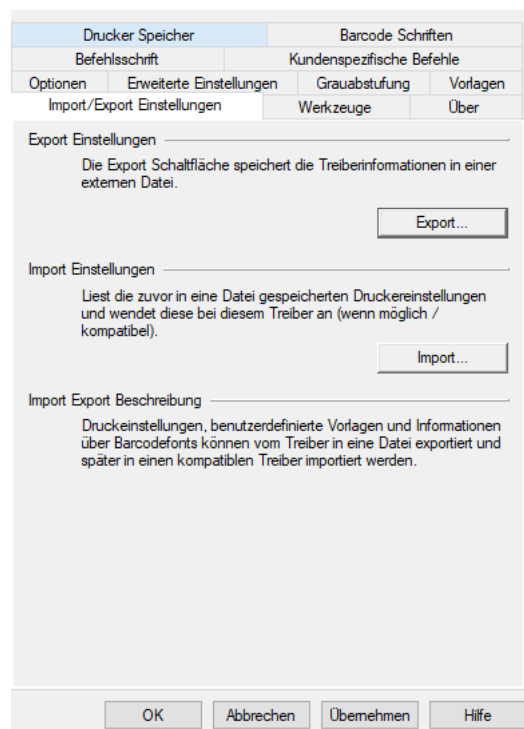 Drucker Speicher
Barcode Schriften
Befehlsschrift
Kundenspezifische Befehle
Optionen
Erweiterte Einstellungen
Grauabstufung
Vorlagen
Import/Export Einstellungen
Werkzeuge
Über
Export Einstellungen
Die Export Schaltfläche speichert die Treiberinformationen in einer
externen Datei.
Export...
Import Einstellungen
Liest die zuvor in eine Datei gespeicherten Druckereinstellungen
und wendet diese bei diesem Treiber an (wenn möglich /
kompatibel).
Import...
Import Export Beschreibung
Druckeinstellungen, benutzerdefinierte Vorlagen und Informationen
über Barcodefonts können vom Treiber in eine Datei exportiert und
später in einen kompatiblen Treiber importiert werden.
OK
Abbrechen
Übernehmen
Hilfe